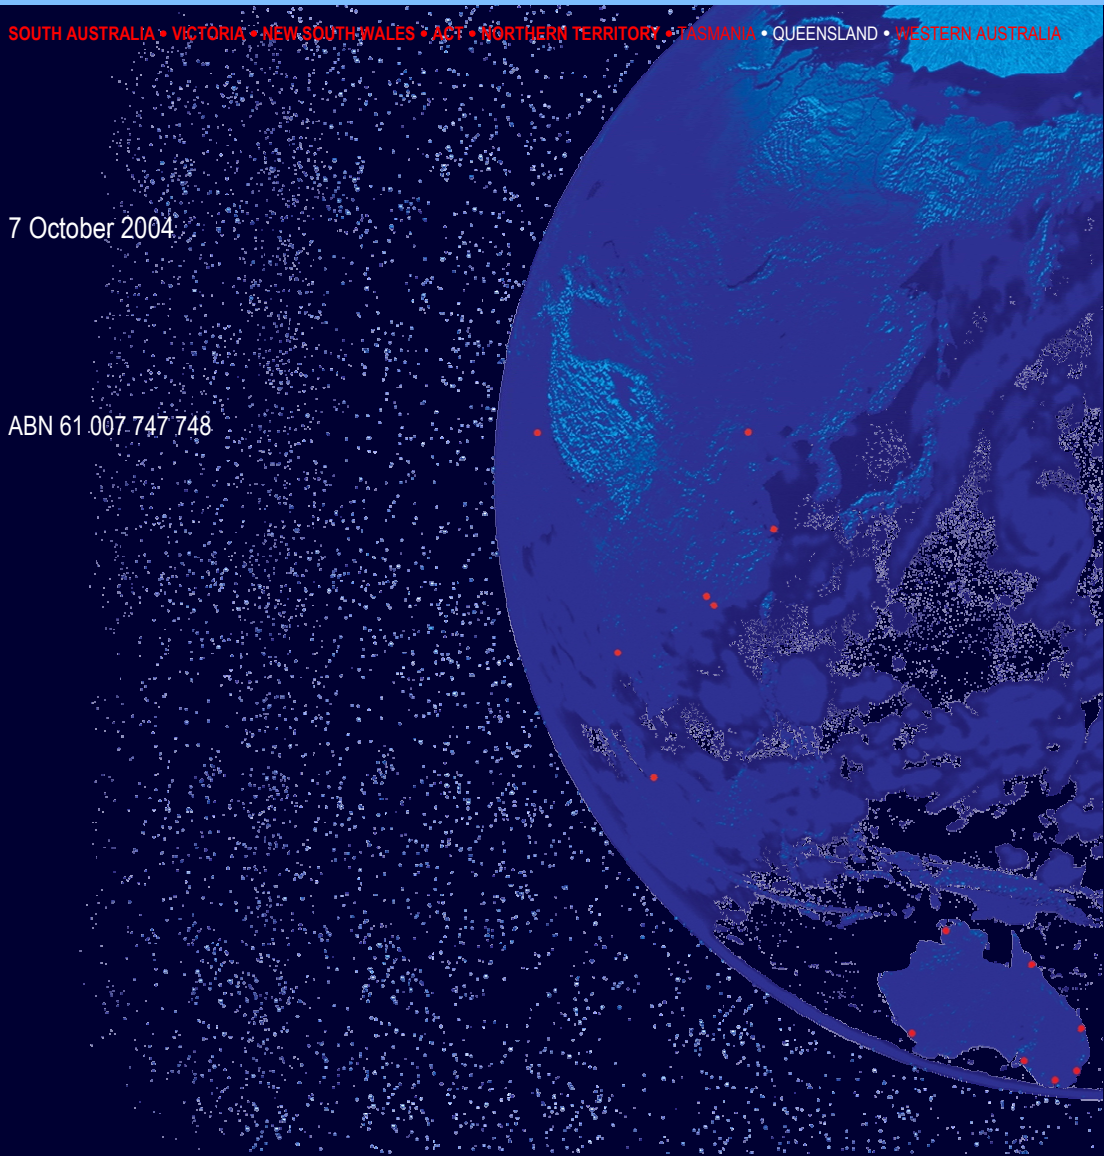 SOUTH AUSTRALIA • VICTORIA • NEW SOUTH WALES • ACT • NORTHERN TERRITORY • TASMANIA • QUEENSLAND • WESTERN AUSTRALIA
7 October 2004
ABN 61 007 747 748